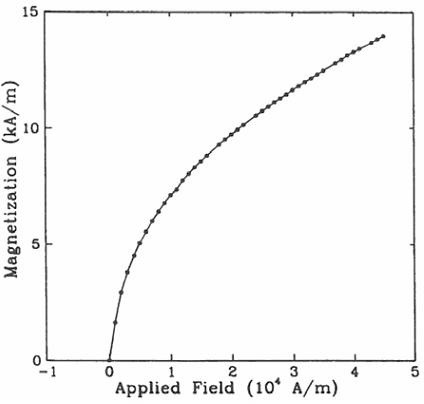 15
10
5
0
Magnetization (kA/m)
-1 0 1 2 3 4 5
Applied Field (10⁴ A/m)